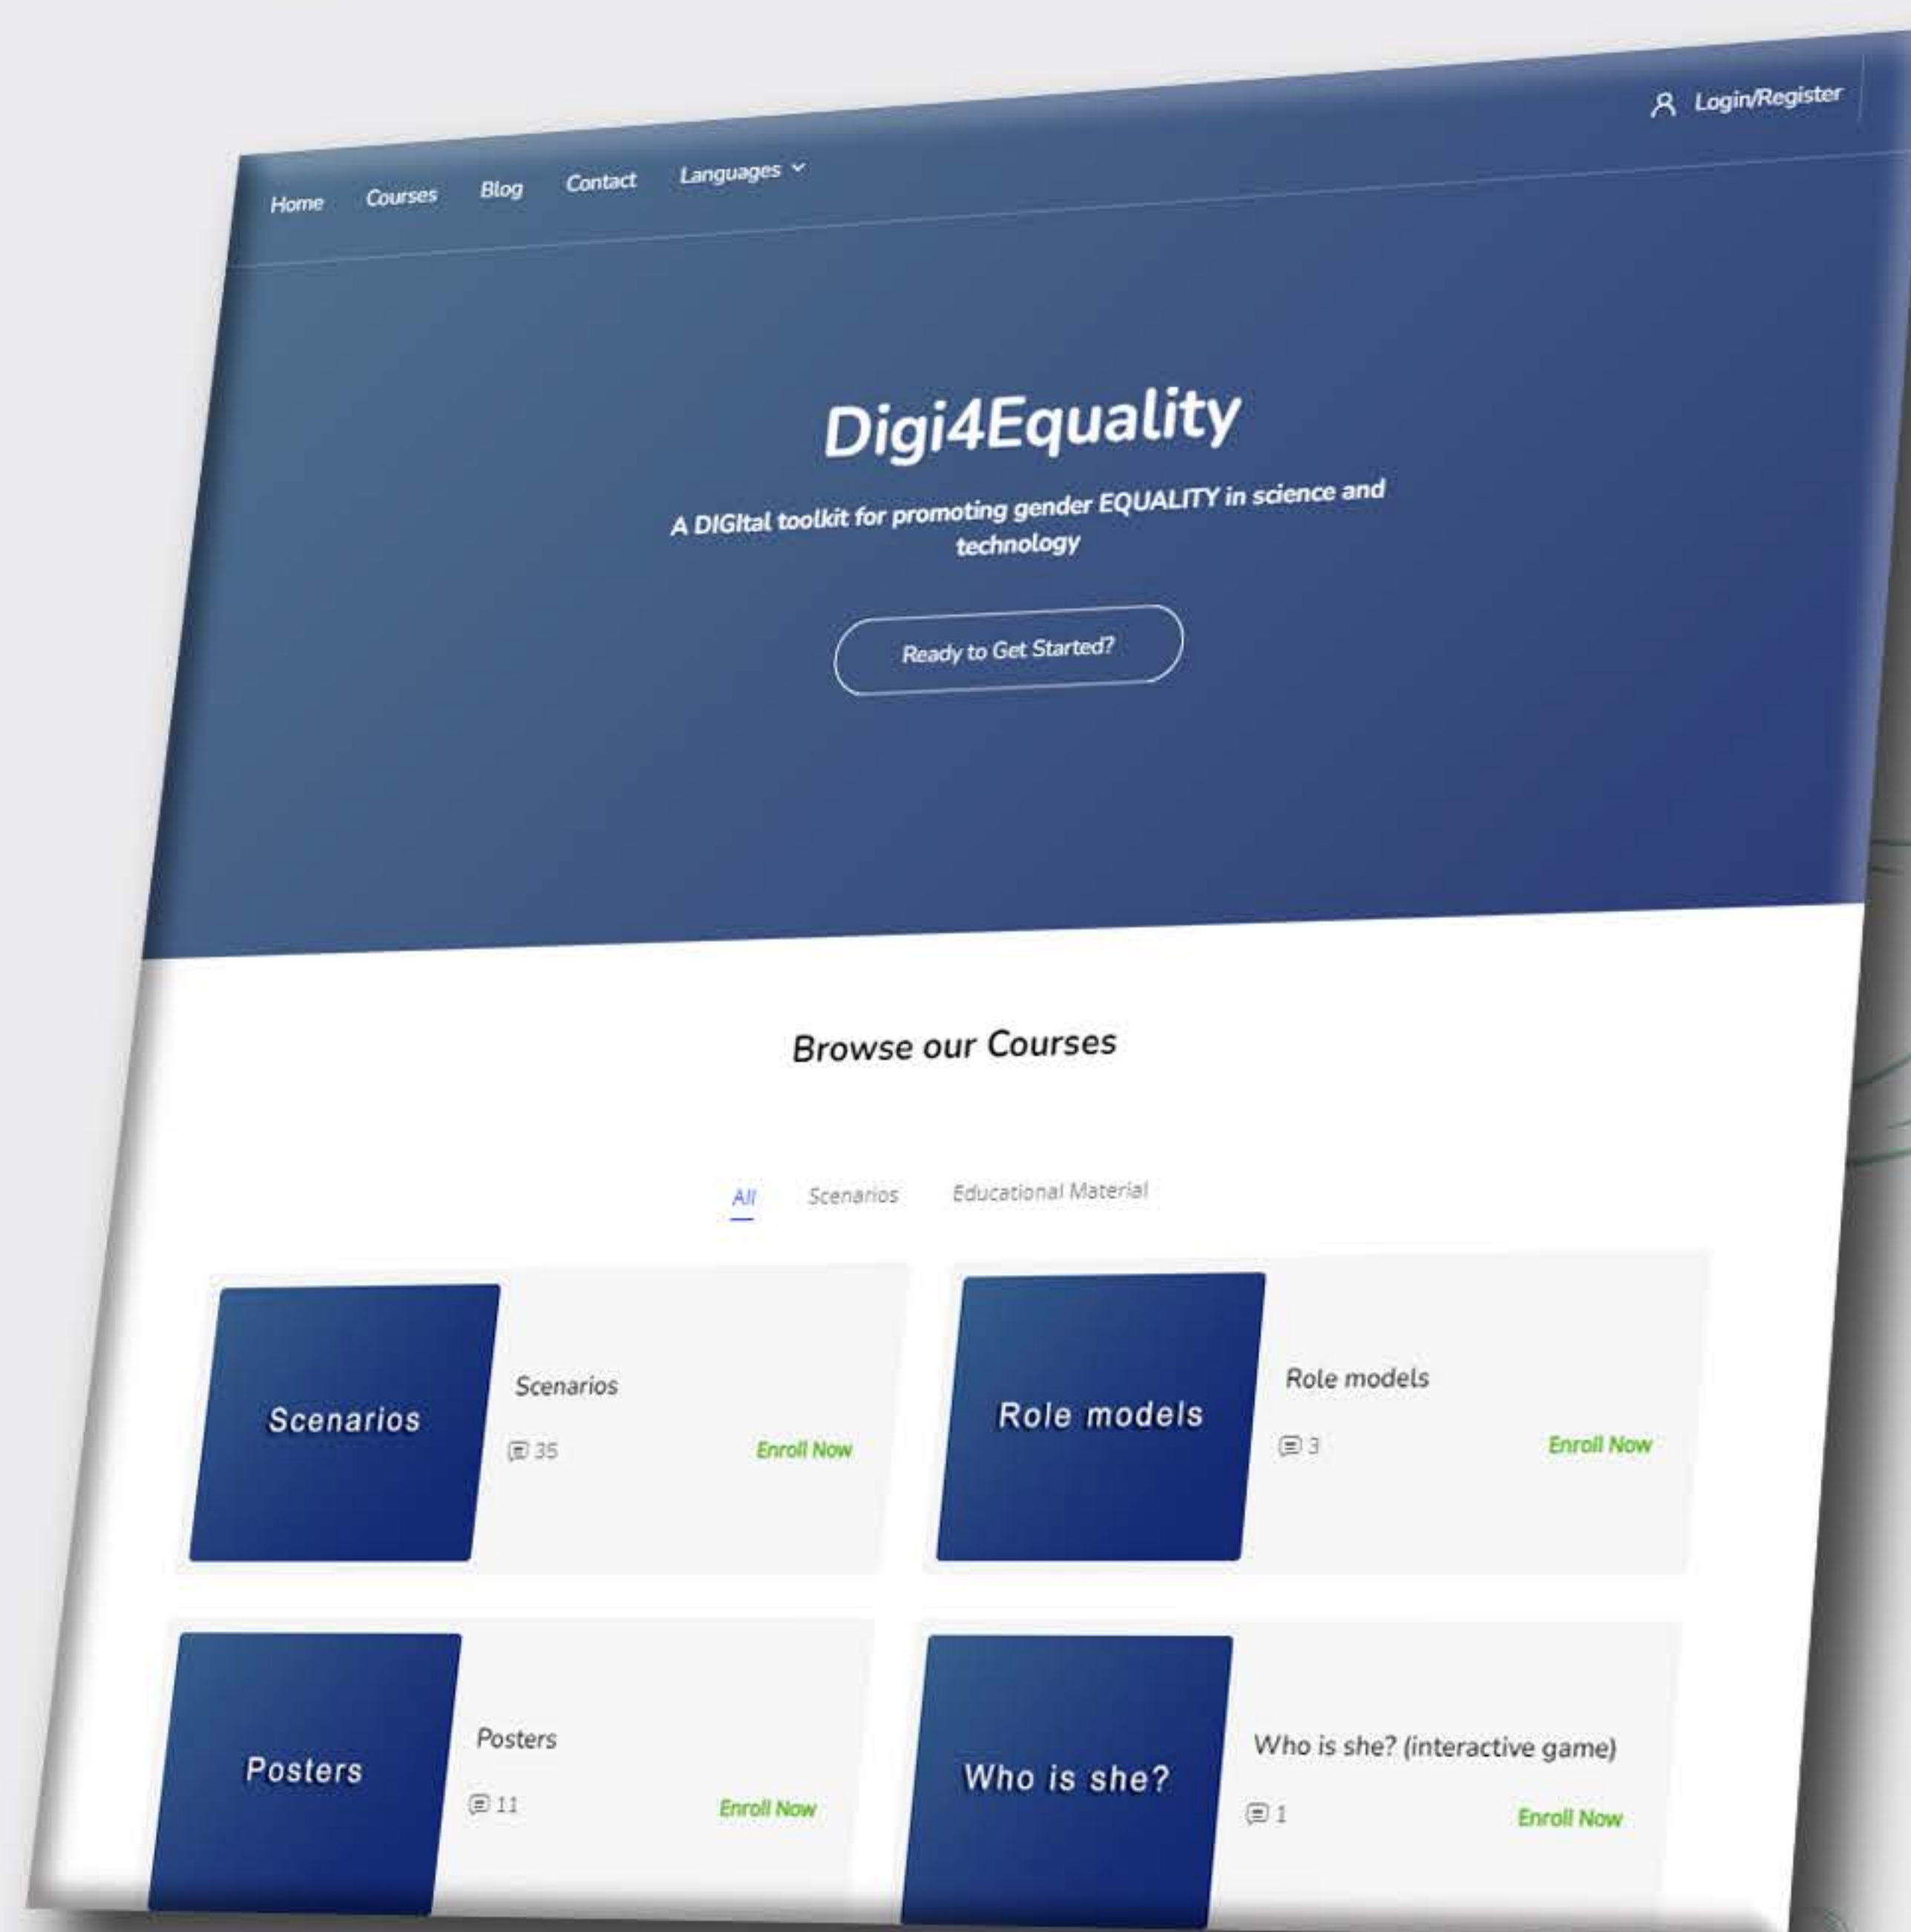 Home Courses Blog Contact Languages
Login/Register
Digi4Equality
A DIGItal toolkit for promoting gender EQUALITY in science and
technology
Ready to Get Started?
Browse our Courses
All Scenarios Educational Material
Scenarios
Scenarios
35 Enroll Now
Role models
Role models
3 Enroll Now
Posters
Posters
11 Enroll Now
Who is she?
Who is she? (interactive game)
1 Enroll Now